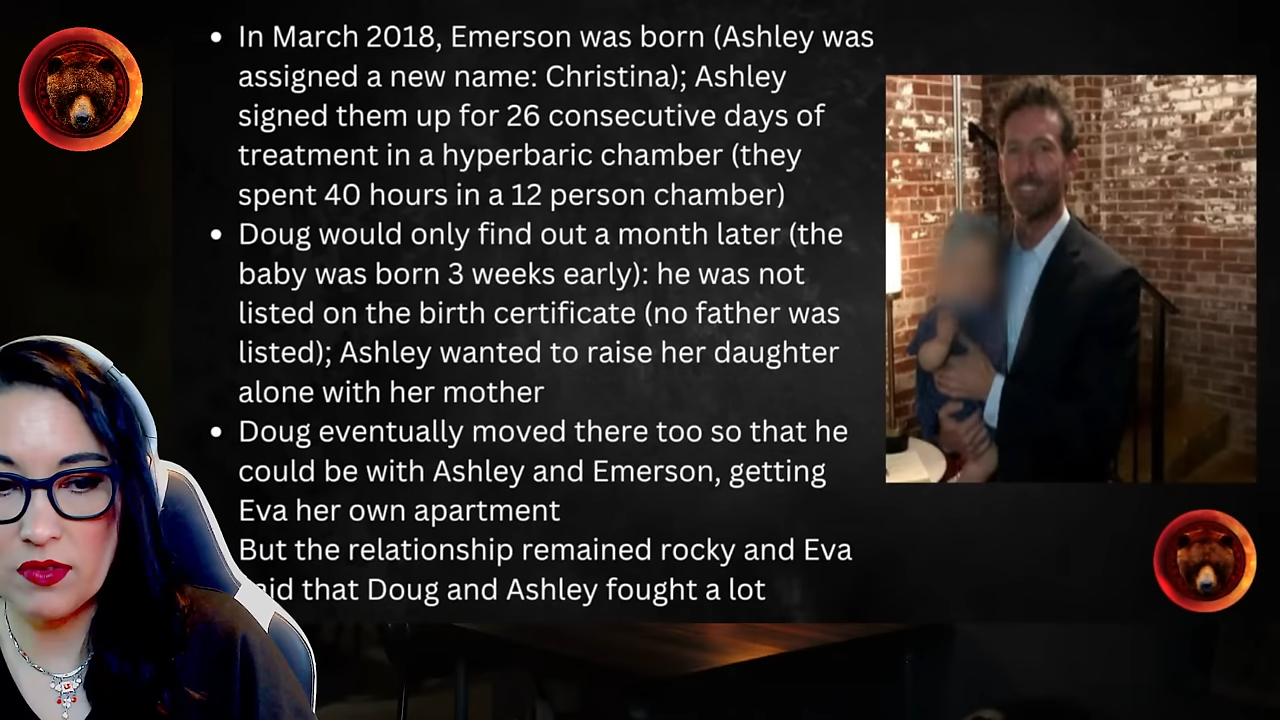 In March 2018, Emerson was born (Ashley was
assigned a new name: Christina); Ashley
signed them up for 26 consecutive days of
treatment in a hyperbaric chamber (they
spent 40 hours in a 12 person chamber)
Doug would only find out a month later (the
baby was born 3 weeks early): he was not
listed on the birth certificate (no father was
listed); Ashley wanted to raise her daughter
alone with her mother
Doug eventually moved there too so that he
could be with Ashley and Emerson, getting
Eva her own apartment
But the relationship remained rocky and Eva
that Doug and Ashley fought a lot